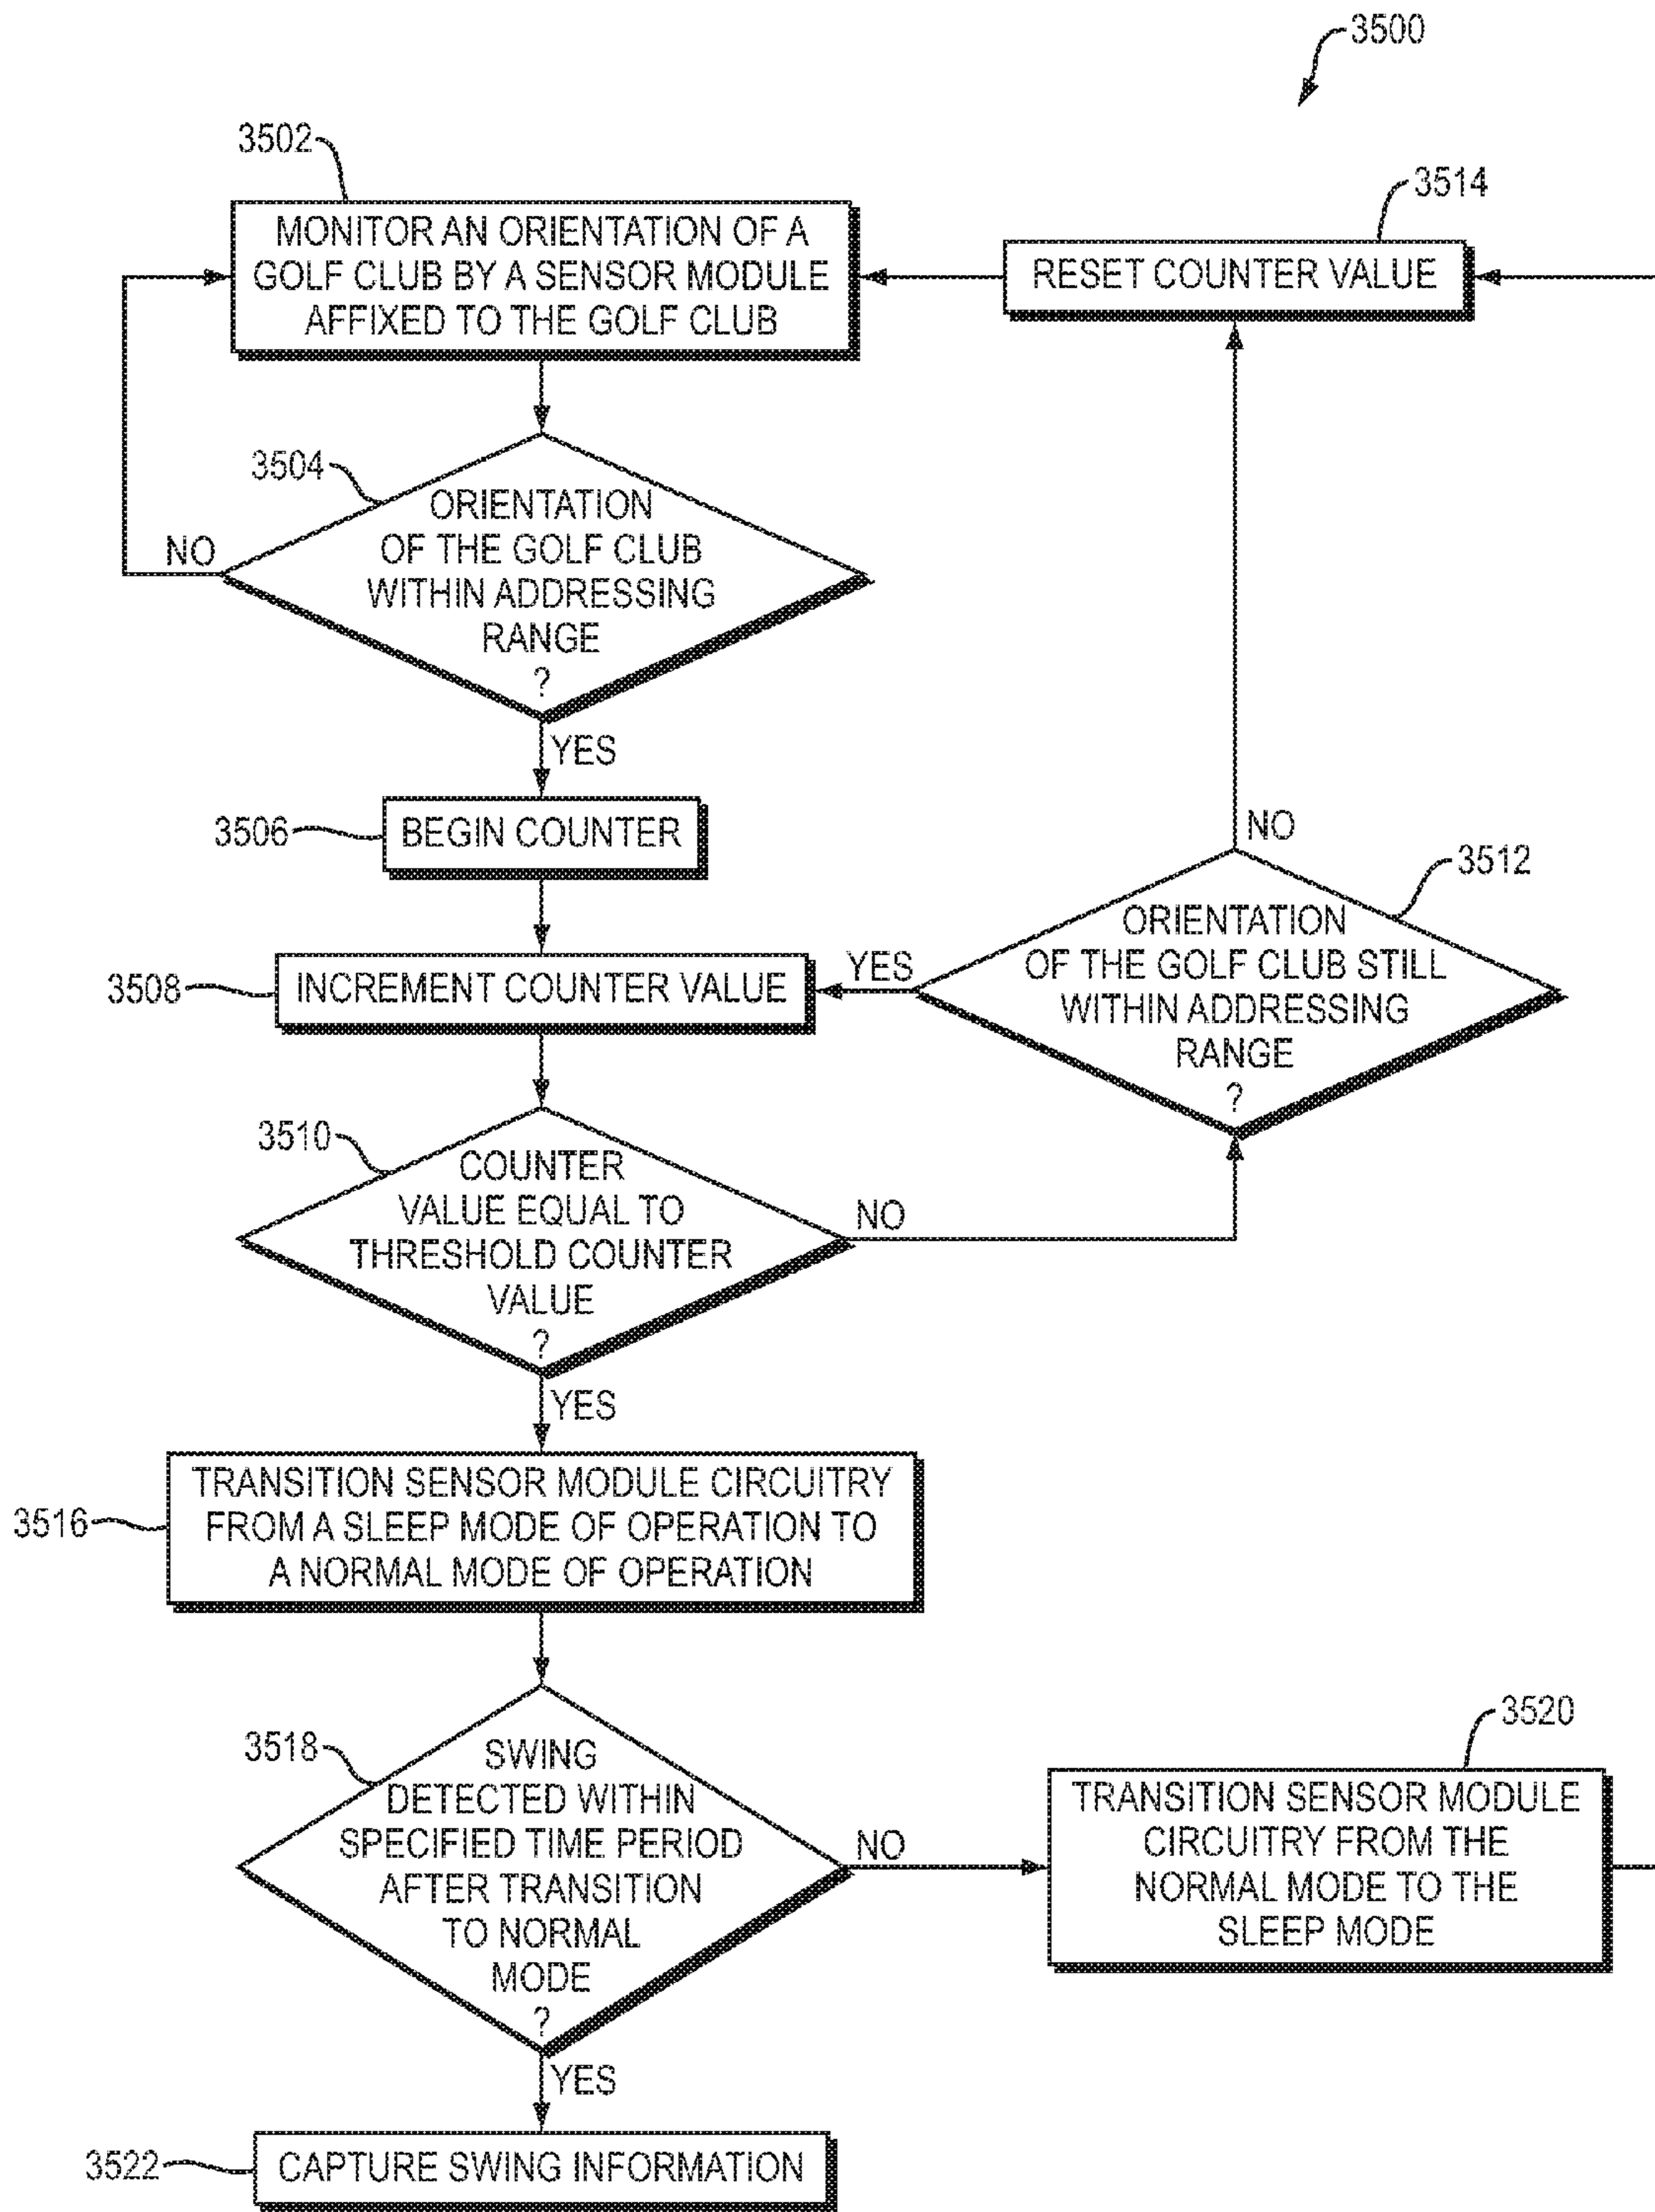 3500
3502
3514
MONITOR AN ORIENTATION OF A
GOLF CLUB BY A SENSOR MODULE
AFFIXED TO THE GOLF CLUB
RESET COUNTER VALUE
3504
ORIENTATION
OF THE GOLF CLUB
WITHIN ADDRESSING
RANGE
?
NO
YES
3506
BEGIN COUNTER
NO
3512
ORIENTATION
OF THE GOLF CLUB STILL
WITHIN ADDRESSING
RANGE
?
YES
3508
INCREMENT COUNTER VALUE
3510
COUNTER
VALUE EQUAL TO
THRESHOLD COUNTER
VALUE
?
NO
YES
3516
TRANSITION SENSOR MODULE CIRCUITRY
FROM A SLEEP MODE OF OPERATION TO
A NORMAL MODE OF OPERATION
3518
SWING
DETECTED WITHIN
SPECIFIED TIME PERIOD
AFTER TRANSITION
TO NORMAL
MODE
?
NO
3520
TRANSITION SENSOR MODULE
CIRCUITRY FROM THE
NORMAL MODE TO THE
SLEEP MODE
YES
3522
CAPTURE SWING INFORMATION